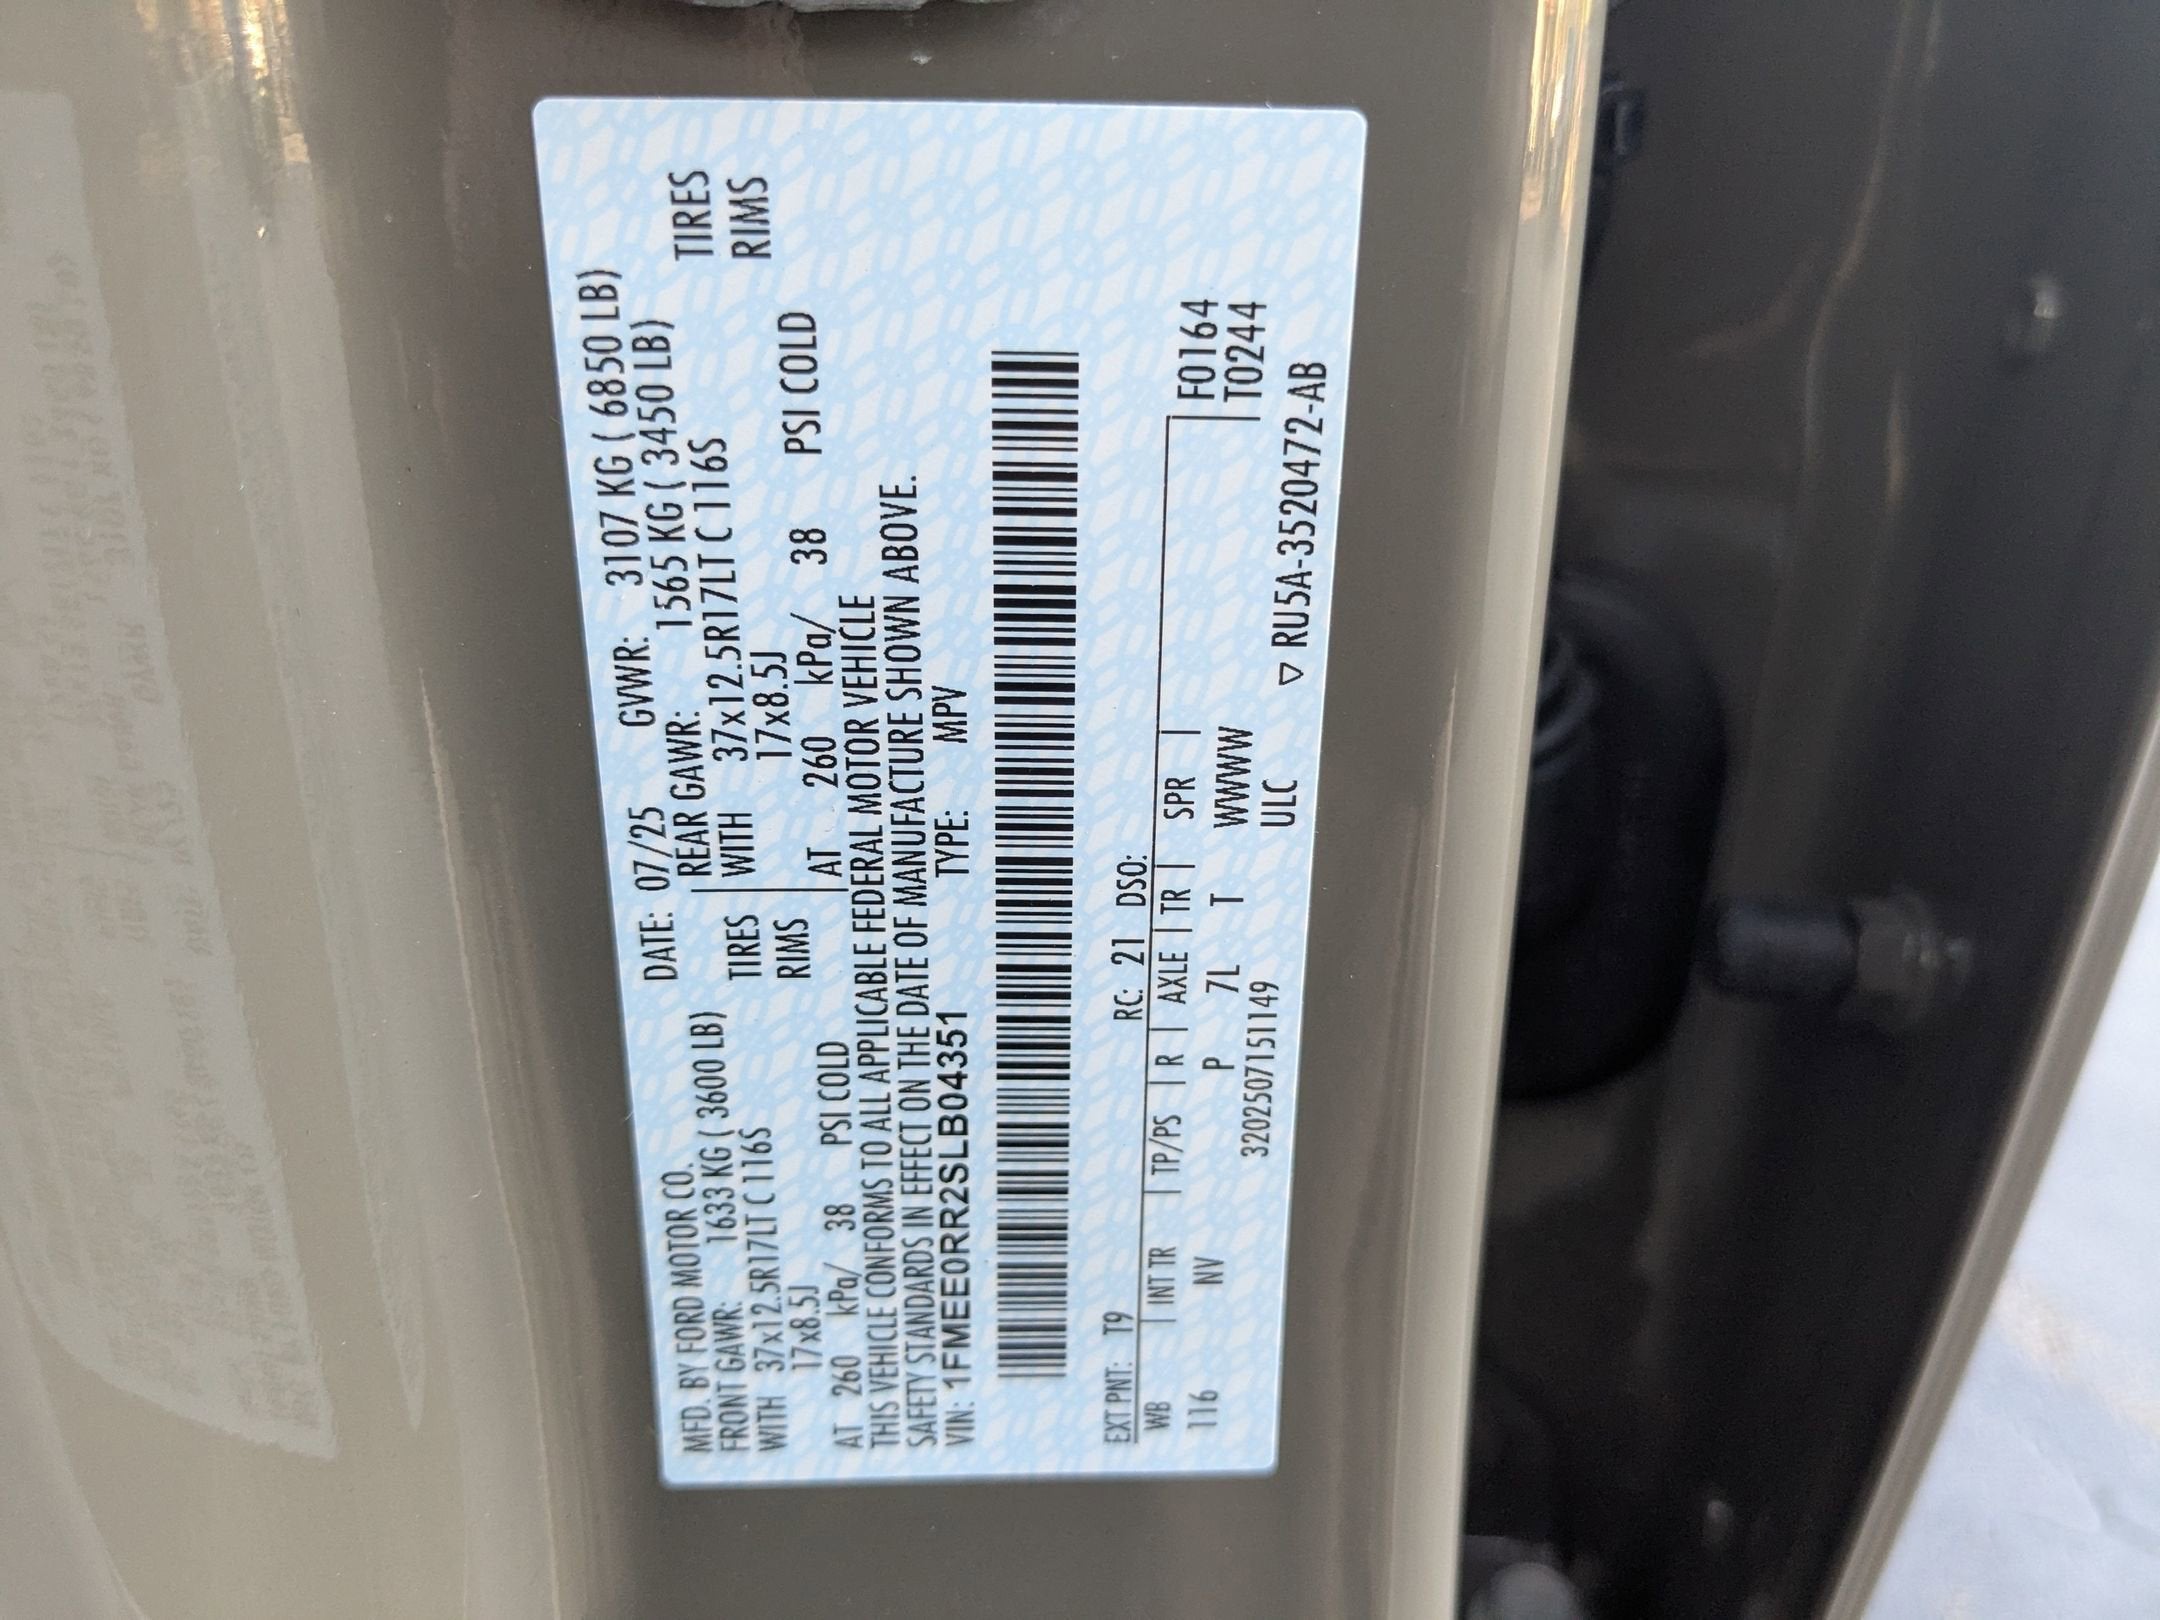 MFD. BY FORD MOTOR CO. DATE: 07/25 GVWR: 3107 KG ( 6850 LB)
FRONT GAWR: 1633 KG ( 3600 LB) REAR GAWR: 1565 KG ( 3450 LB)
WITH 37x12.5R17LT C 116S TIRES WITH 37x12.5R17LT C 116S TIRES
17x8.5J RIMS 17x8.5J RIMS
AT 260 kPa/ 38 PSI COLD AT 260 kPa/ 38 PSI COLD
THIS VEHICLE CONFORMS TO ALL APPLICABLE FEDERAL MOTOR VEHICLE
SAFETY STANDARDS IN EFFECT ON THE DATE OF MANUFACTURE SHOWN ABOVE.
VIN: 1FMEE0RR2SLB04351 TYPE: MPV
EXT PNT: T9 RC: 21 DSO:
WB | INT TR | TP/PS | R | AXLE | TR | SPR | F0164
116 NV P 7L T WWWW T0244
3202507151149 ULC ▽ RU5A-3520472-AB